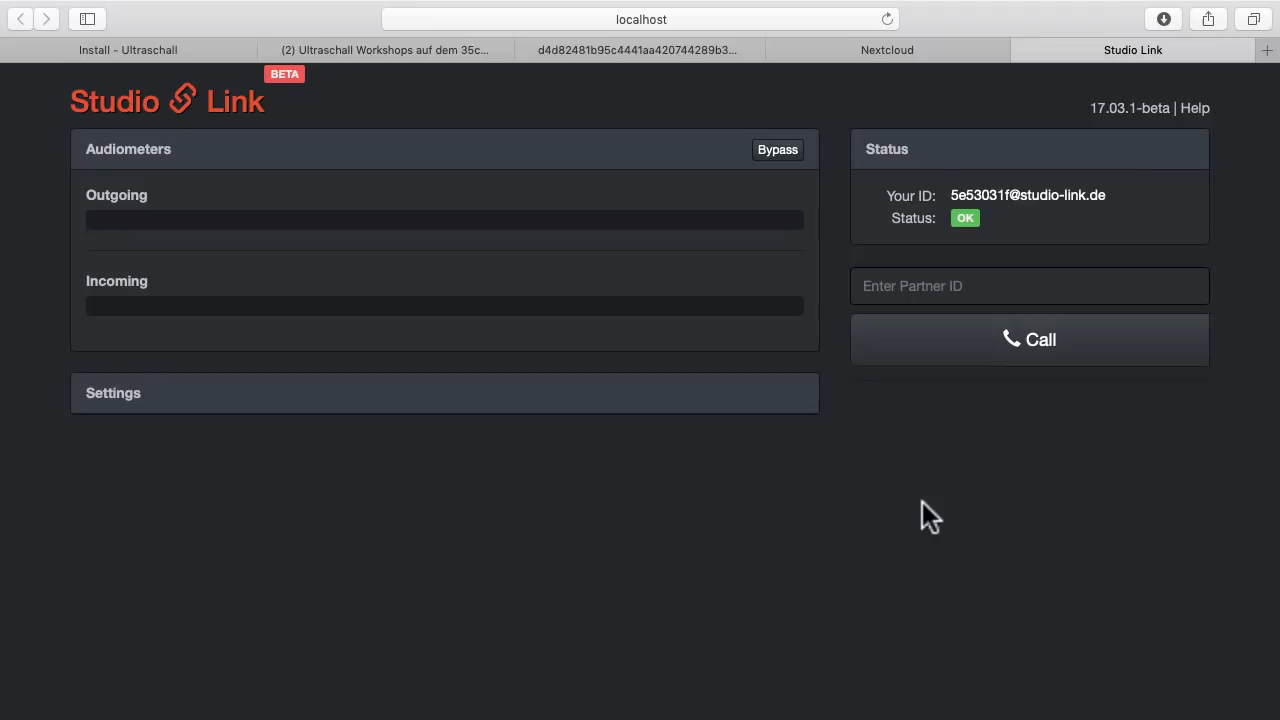 localhost
Install - Ultraschall
(2) Ultraschall Workshops auf dem 35c...
d4d82481b95c4441aa420744289b3...
Nextcloud
Studio Link
BETA
Studio Link
17.03.1-beta | Help
Audiometers
Bypass
Outgoing
Incoming
Settings
Status
Your ID: 5e53031f@studio-link.de
Status: OK
Enter Partner ID
Call